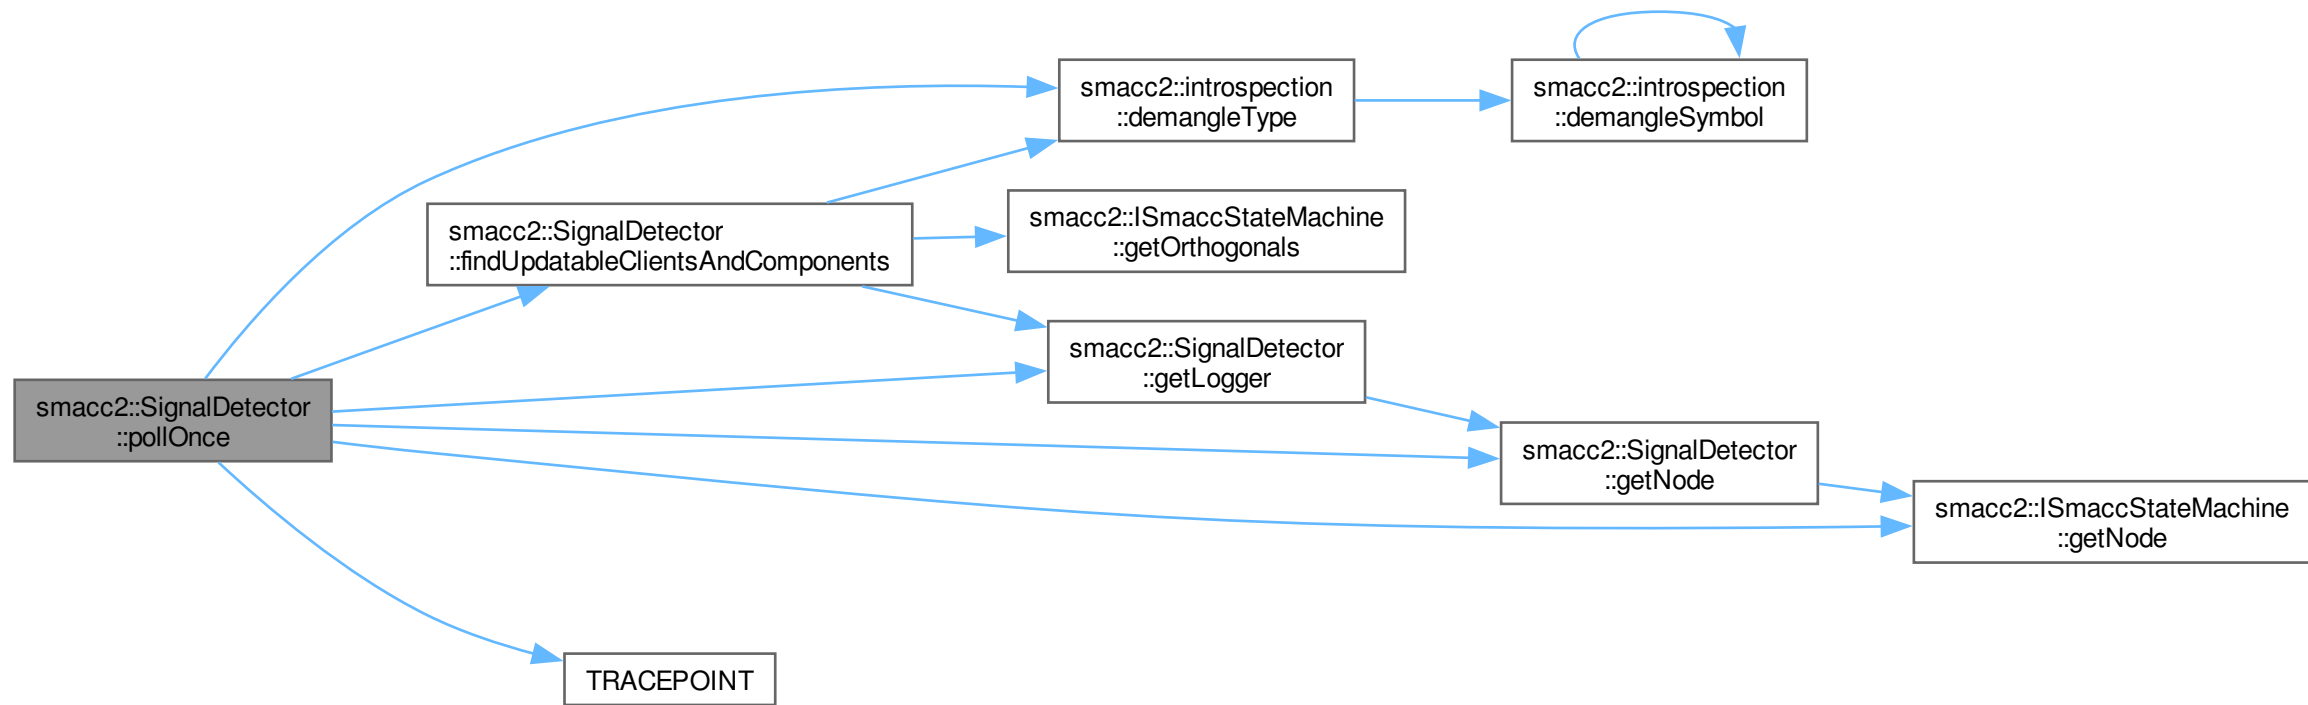 smacc2::introspection
::demangleType
smacc2::introspection
::demangleSymbol
smacc2::SignalDetector
::findUpdatableClientsAndComponents
smacc2::ISmaccStateMachine
::getOrthogonals
smacc2::SignalDetector
::getLogger
smacc2::SignalDetector
::pollOnce
smacc2::SignalDetector
::getNode
smacc2::ISmaccStateMachine
::getNode
TRACEPOINT